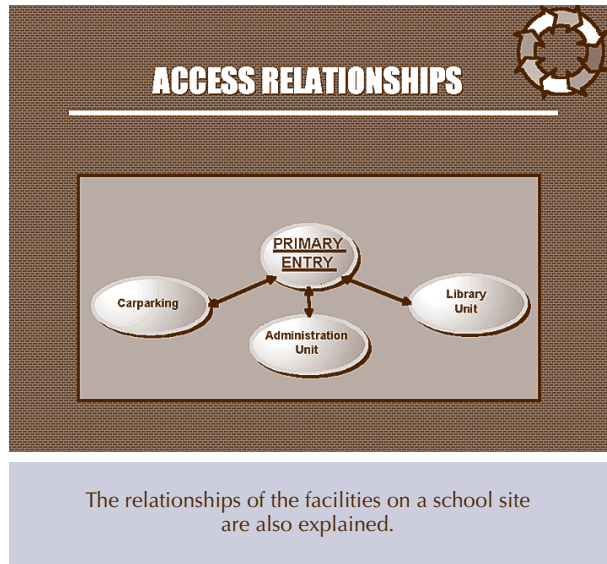 ACCESS RELATIONSHIPS
PRIMARY
ENTRY
Carparking
Library
Unit
Administration
Unit
The relationships of the facilities on a school site
are also explained.